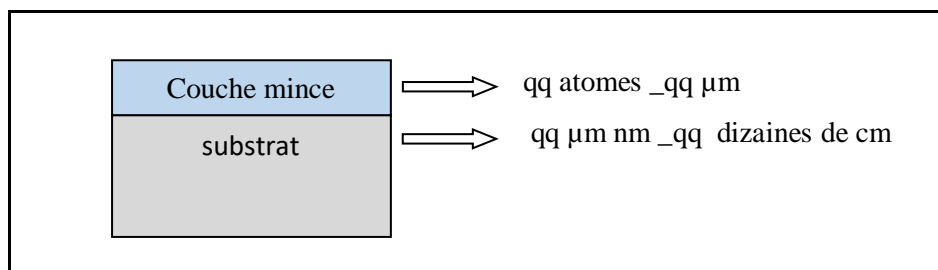 Couche mince
qq atomes _qq µm
substrat
qq µm nm _qq dizaines de cm